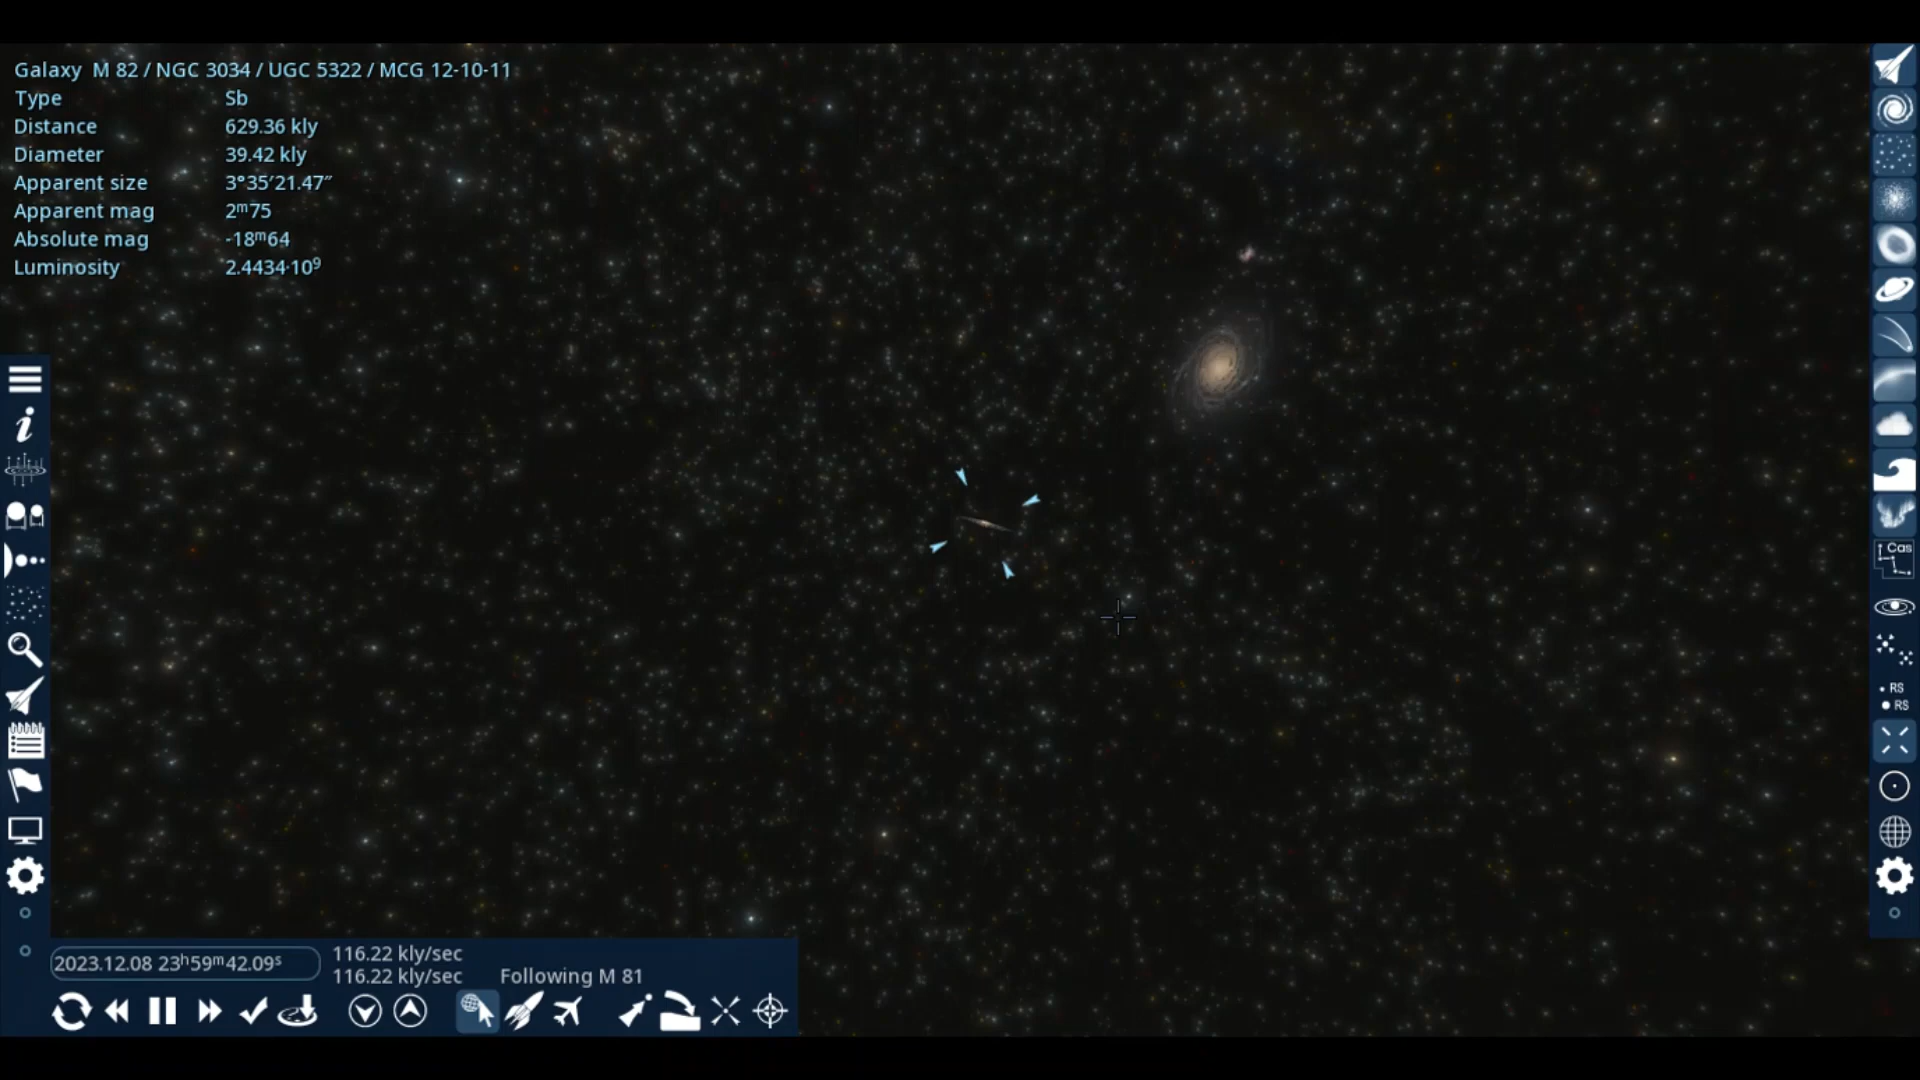 Galaxy M 82 / NGC 3034 / UGC 5322 / MCG 12-10-11
Type Sb
Distance 629.36 kly
Diameter 39.42 kly
Apparent size 3°35′21.47″
Apparent mag 2ᵐ75
Absolute mag -18ᵐ64
Luminosity 2.4434·10⁹
Cas
RS
RS
2023.12.08 23ʰ59ᵐ42.09ˢ
116.22 kly/sec
116.22 kly/sec Following M 81